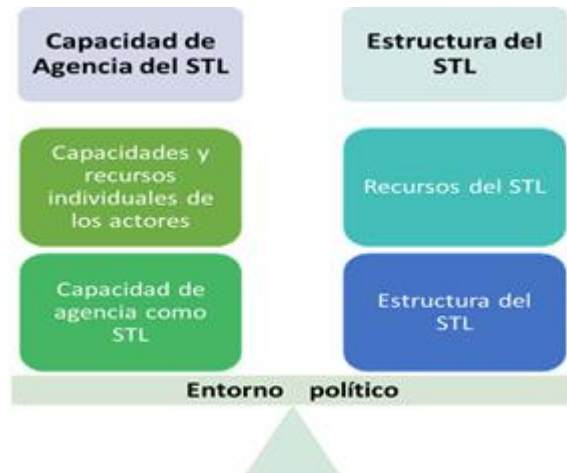 Capacidad de
Agencia del STL
Estructura del
STL
Capacidades y
recursos
individuales de
los actores
Recursos del STL
Capacidad de
agencia como
STL
Estructura del
STL
Entorno político